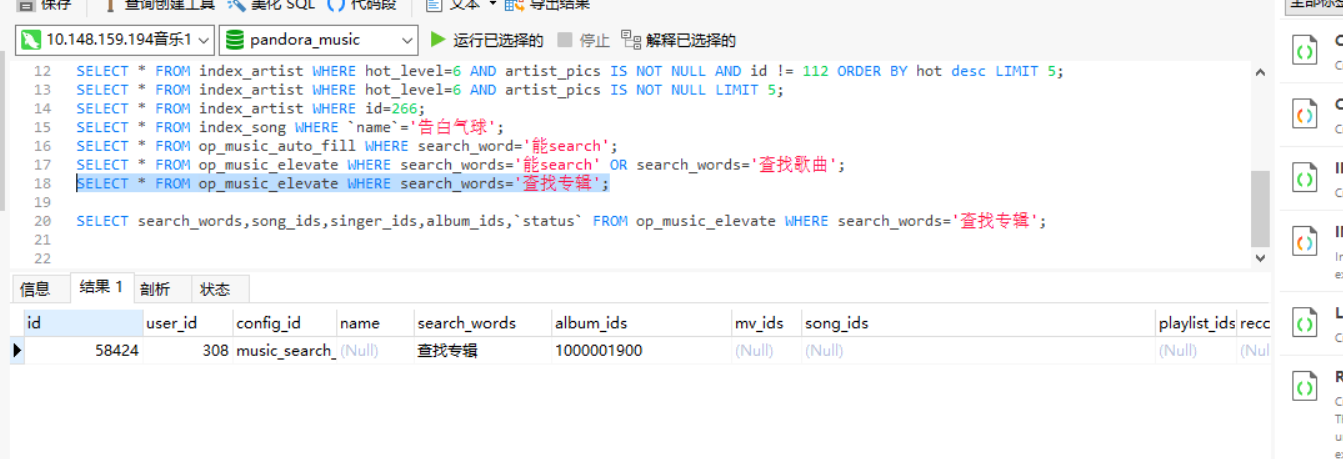 保存 查询创建工具 美化 SQL 代码段 文本 导出结果
全部标签
10.148.159.194音乐1 pandora_music 运行已选择的 停止 解释已选择的
12 SELECT * FROM index_artist WHERE hot_level=6 AND artist_pics IS NOT NULL AND id != 112 ORDER BY hot desc LIMIT 5;
13 SELECT * FROM index_artist WHERE hot_level=6 AND artist_pics IS NOT NULL LIMIT 5;
14 SELECT * FROM index_artist WHERE id=266;
15 SELECT * FROM index_song WHERE `name`='告白气球';
16 SELECT * FROM op_music_auto_fill WHERE search_word='能search';
17 SELECT * FROM op_music_elevate WHERE search_words='能search' OR search_words='查找歌曲';
18 SELECT * FROM op_music_elevate WHERE search_words='查找专辑';
19
20 SELECT search_words,song_ids,singer_ids,album_ids,`status` FROM op_music_elevate WHERE search_words='查找专辑';
21
22
信息 结果 1 剖析 状态
id user_id config_id name search_words album_ids mv_ids song_ids playlist_ids recc
58424 308 music_search_ (Null) 查找专辑 1000001900 (Null) (Null) (Null) (Nul